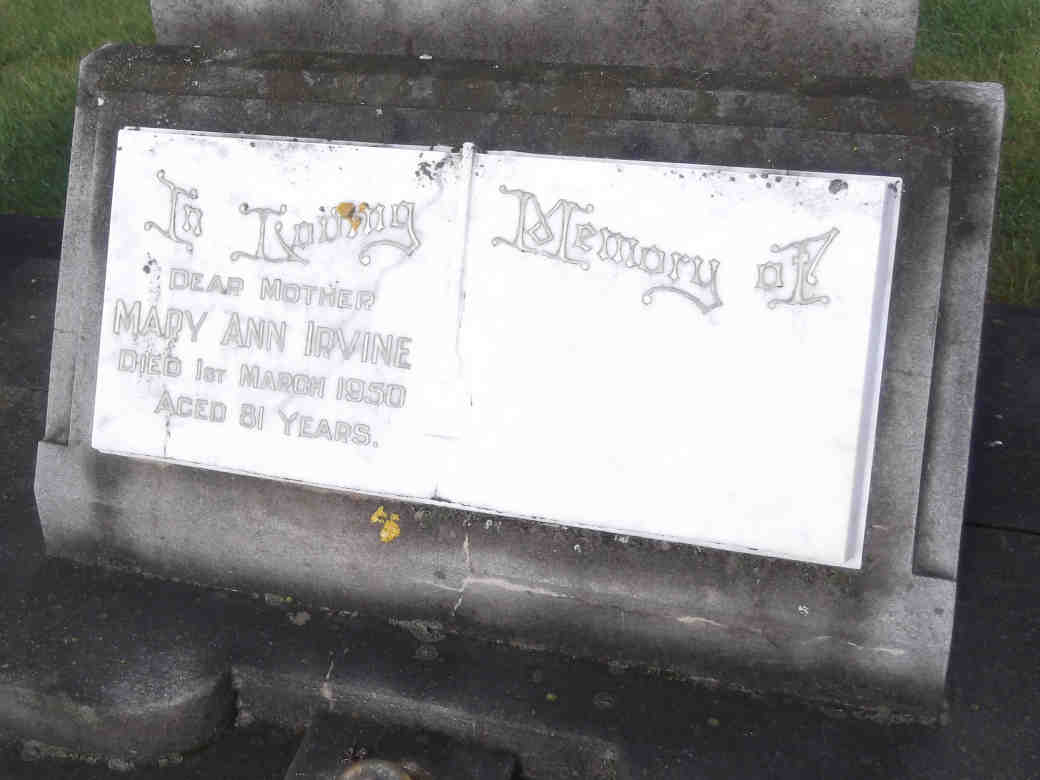 In Loving Memory of
Dear Mother
Mary Ann Irvine
Died 1st March 1950
Aged 81 Years.